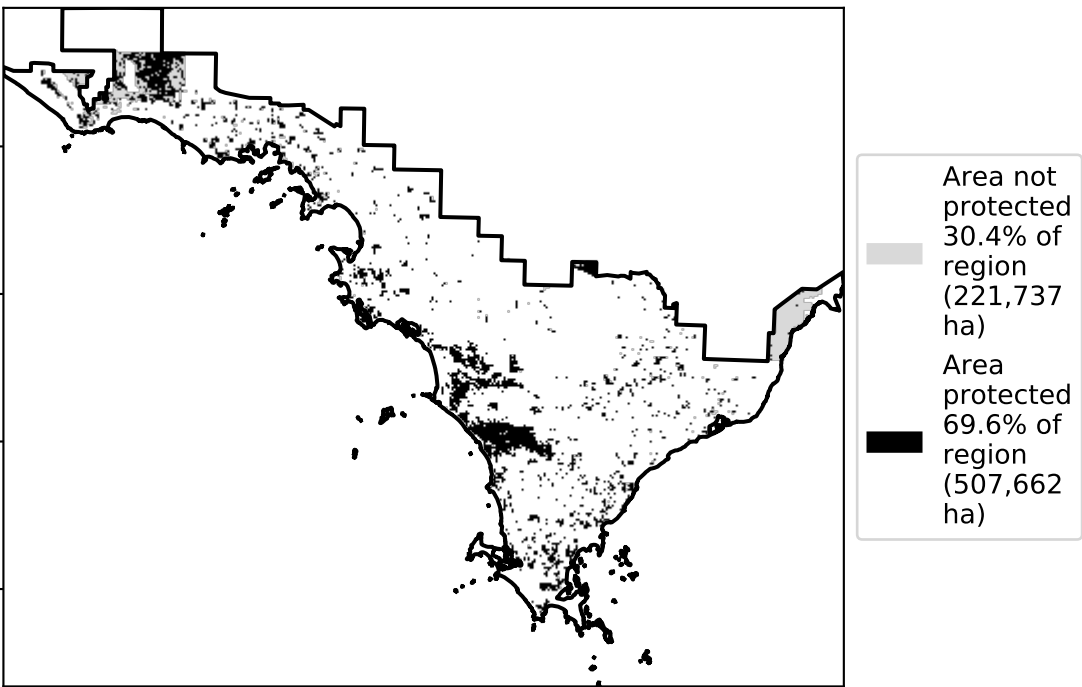 Area not
protected
30.4% of
region
(221,737
ha)
Area
protected
69.6% of
region
(507,662
ha)